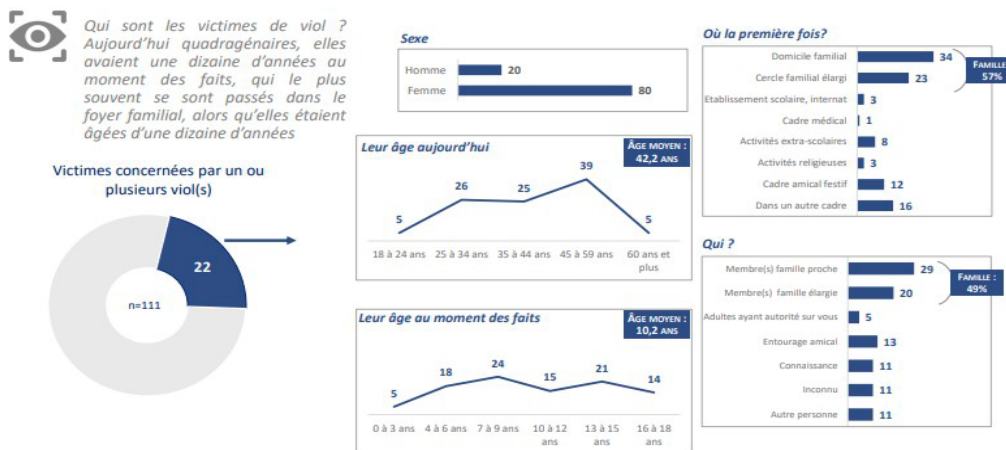 Qui sont les victimes de viol ?
Aujourd'hui quadragénaires, elles
avaient une dizaine d'années au
moment des faits, qui le plus
souvent se sont passés dans le
foyer familial, alors qu'elles étaient
âgées d'une dizaine d'années
Victimes concernées par un ou
plusieurs viol(s)
22
n=111
Sexe
Homme 20
Femme 80
Leur âge aujourd'hui
ÂGE MOYEN :
42,2 ANS
5 26 25 39 5
18 à 24 ans 25 à 34 ans 35 à 44 ans 45 à 59 ans 60 ans et
plus
Leur âge au moment des faits
ÂGE MOYEN :
10,2 ANS
5 18 24 15 21 14
0 à 3 ans 4 à 6 ans 7 à 9 ans 10 à 12
ans 13 à 15
ans 16 à 18
ans
Où la première fois?
Domicile familial 34
Cercle familial élargi 23
FAMILLE
57%
Etablissement scolaire, internat 3
Cadre médical 1
Activités extra-scolaires 8
Activités religieuses 3
Cadre amical festif 12
Dans un autre cadre 16
Qui ?
Membre(s) famille proche 29
Membre(s) famille élargie 20
FAMILLE :
49%
Adultes ayant autorité sur vous 5
Entourage amical 13
Connaissance 11
Inconnu 11
Autre personne 11